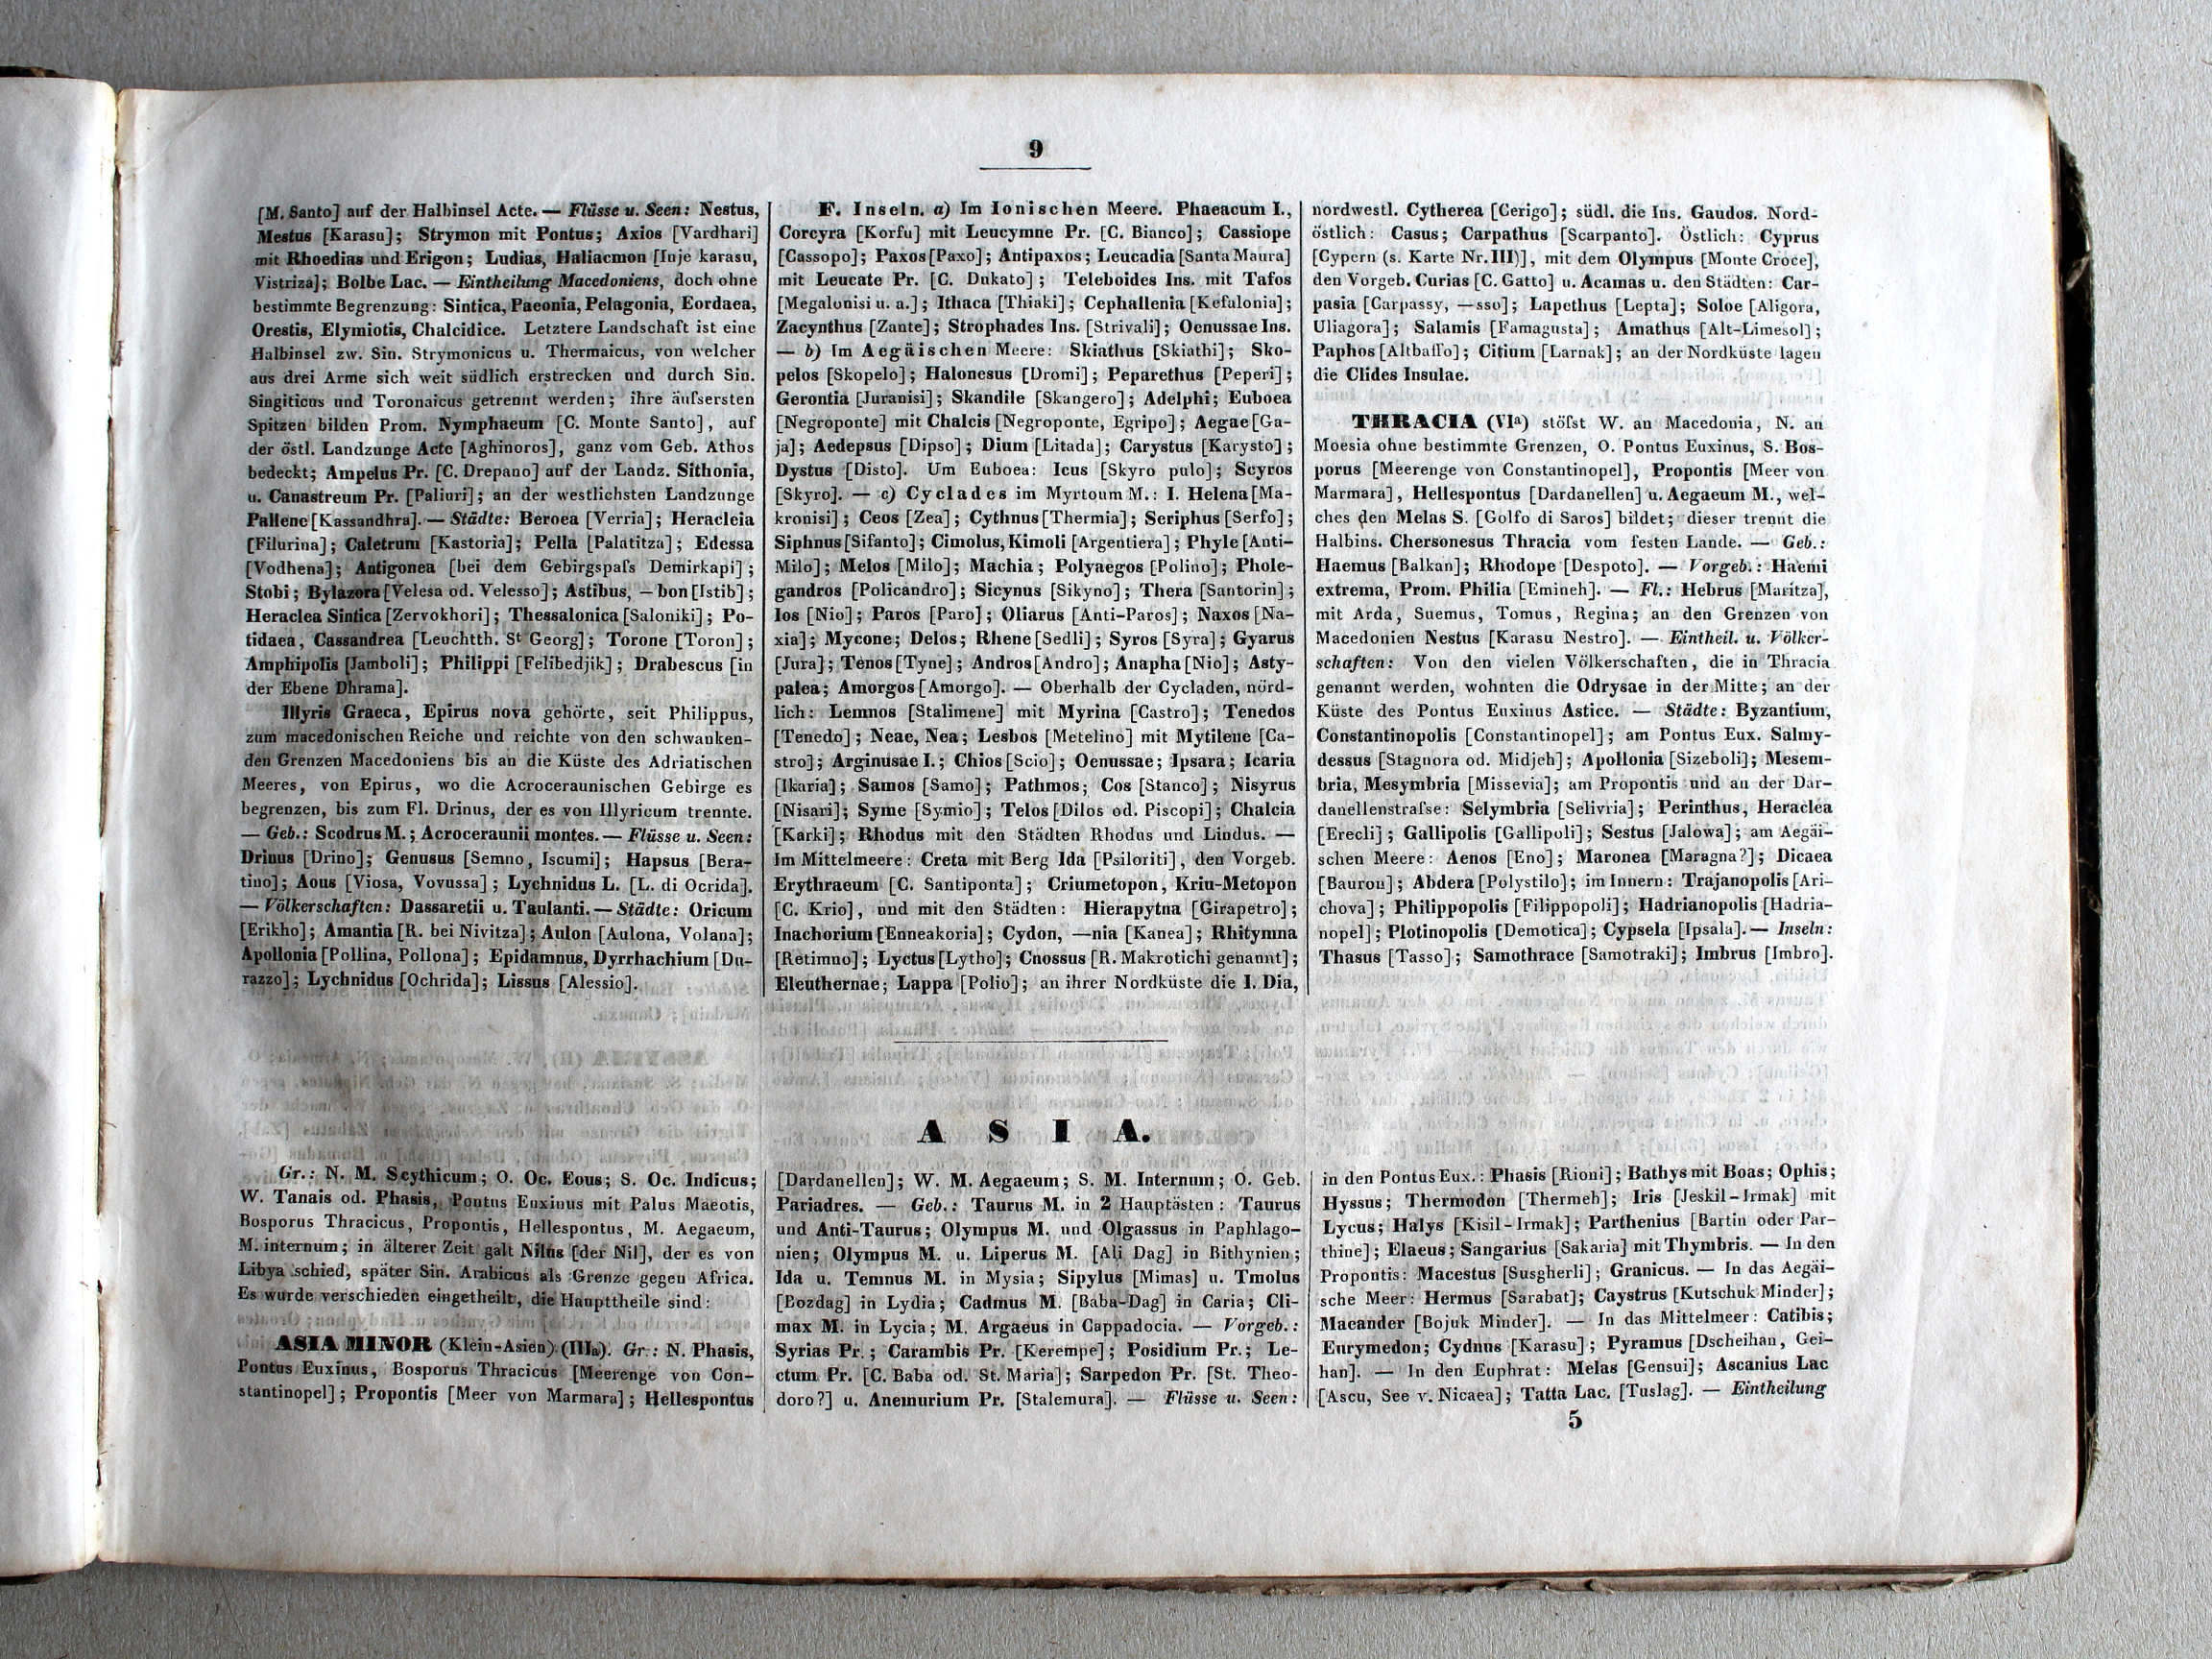 9
[M. Santo] auf der Halbinsel Acte. — Flüsse u. Seen: Nestus,
Mestus [Karasu]; Strymon mit Pontus; Axios [Vardhari]
mit Rhoedias und Erigon; Ludias, Haliacmon [Inje karasu,
Vistriza]; Bolbe Lac. — Eintheilung Macedoniens, doch ohne
bestimmte Begrenzung: Sintica, Paeonia, Pelagonia, Eordaea,
Orestis, Elymiotis, Chalcidice. Letztere Landschaft ist eine
Halbinsel zw. Sin. Strymonicus u. Thermaicus, von welcher
aus drei Arme sich weit südlich erstrecken und durch Sin.
Singiticus und Toronaicus getrennt werden; ihre äufsersten
Spitzen bilden Prom. Nymphaeum [C. Monte Santo], auf
der östl. Landzunge Acte [Aghinoros], ganz vom Geb. Athos
bedeckt; Ampelus Pr. [C. Drepano] auf der Landz. Sithonia,
u. Canastreum Pr. [Paliuri]; an der westlichsten Landzunge
Pallene [Kassandhra]. — Städte: Beroea [Verria]; Heracleia
[Filurina]; Caletrum [Kastoria]; Pella [Palatitza]; Edessa
[Vodhena]; Antigonea [bei dem Gebirgspafs Demirkapi];
Stobi; Bylazora [Velesa od. Velesso]; Astibus, —bon [Istib];
Heraclea Sintica [Zervokhori]; Thessalonica [Saloniki]; Po-
tidaea, Cassandrea [Leuchtth. St Georg]; Torone [Toron];
Amphipolis [Jamboli]; Philippi [Felibedjik]; Drabescus [in
der Ebene Dhrama].
Illyris Graeca, Epirus nova gehörte, seit Philippus,
zum macedonischen Reiche und reichte von den schwanken-
den Grenzen Macedoniens bis an die Küste des Adriatischen
Meeres, von Epirus, wo die Acroceraunischen Gebirge es
begrenzen, bis zum Fl. Drinus, der es von Illyricum trennte.
— Geb.: Scodrus M.; Acroceraunii montes. — Flüsse u. Seen:
Drinus [Drino]; Genusus [Semno, Iscumi]; Hapsus [Bera-
tino]; Aous [Viosa, Vovussa]; Lychnidus L. [L. di Ocrida].
— Völkerschaften: Dassaretii u. Taulanti. — Städte: Oricum
[Erikho]; Amantia [R. bei Nivitza]; Aulon [Aulona, Volana];
Apollonia [Pollina, Pollona]; Epidamnus, Dyrrhachium [Du-
razzo]; Lychnidus [Ochrida]; Lissus [Alessio].
F. Inseln. a) Im Ionischen Meere. Phaeacum I.,
Corcyra [Korfu] mit Leucymne Pr. [C. Bianco]; Cassiope
[Cassopo]; Paxos [Paxo]; Antipaxos; Leucadia [Santa Maura]
mit Leucate Pr. [C. Dukato]; Teleboides Ins. mit Tafos
[Megalonisi u. a.]; Ithaca [Thiaki]; Cephallenia [Kefalonia];
Zacynthus [Zante]; Strophades Ins. [Strivali]; Oenussae Ins.
— b) Im Aegäischen Meere: Skiathus [Skiathi]; Sko-
pelos [Skopelo]; Halonesus [Dromi]; Peparethus [Peperi];
Gerontia [Juranisi]; Skandile [Skangero]; Adelphi; Euboea
[Negroponte] mit Chalcis [Negroponte, Egripo]; Aegae [Ga-
ja]; Aedepsus [Dipso]; Dium [Litada]; Carystus [Karysto];
Dystus [Disto]. Um Euboea: Icus [Skyro pulo]; Scyros
[Skyro]. — c) Cyclades im Myrtoum M.: I. Helena [Ma-
kronisi]; Ceos [Zea]; Cythnus [Thermia]; Seriphus [Serfo];
Siphnus [Sifanto]; Cimolus, Kimoli [Argentiera]; Phyle [Anti-
Milo]; Melos [Milo]; Machia; Polyaegos [Polino]; Phole-
gandros [Policandro]; Sicynus [Sikyno]; Thera [Santorin];
Ios [Nio]; Paros [Paro]; Oliarus [Anti-Paros]; Naxos [Na-
xia]; Mycone; Delos; Rhene [Sedli]; Syros [Syra]; Gyarus
[Jura]; Tenos [Tyne]; Andros [Andro]; Anapha [Nio]; Asty-
palea; Amorgos [Amorgo]. — Oberhalb der Cycladen, nörd-
lich: Lemnos [Stalimene] mit Myrina [Castro]; Tenedos
[Tenedo]; Neae, Nea; Lesbos [Metelino] mit Mytilene [Ca-
stro]; Arginusae I.; Chios [Scio]; Oenussae; Ipsara; Icaria
[Ikaria]; Samos [Samo]; Pathmos; Cos [Stanco]; Nisyrus
[Nisari]; Syme [Symio]; Telos [Dilos od. Piscopi]; Chalcia
[Karki]; Rhodus mit den Städten Rhodus und Lindus. —
Im Mittelmeere: Creta mit Berg Ida [Psiloriti], den Vorgeb.
Erythraeum [C. Santiponta]; Criumetopon, Kriu-Metopon
[C. Krio], und mit den Städten: Hierapytna [Girapetro];
Inachorium [Enneakoria]; Cydon, —nia [Kanea]; Rhitymna
[Retimno]; Lyctus [Lytho]; Cnossus [R. Makrotichi genannt];
Eleuthernae; Lappa [Polio]; an ihrer Nordküste die I. Dia,
nordwestl. Cytherea [Cerigo]; südl. die Ins. Gaudos. Nord-
östlich: Casus; Carpathus [Scarpanto]. Östlich: Cyprus
[Cypern (s. Karte Nr. III)], mit dem Olympus [Monte Croce],
den Vorgeb. Curias [C. Gatto] u. Acamas u. den Städten: Car-
pasia [Carpassy, —sso]; Lapethus [Lepta]; Soloe [Aligora,
Uliagora]; Salamis [Famagusta]; Amathus [Alt-Limesol];
Paphos [Altbaffo]; Citium [Larnak]; an der Nordküste lagen
die Clides Insulae.
THRACIA (VIa) stöfst W. an Macedonia, N. an
Moesia ohne bestimmte Grenzen, O. Pontus Euxinus, S. Bos-
porus [Meerenge von Constantinopel], Propontis [Meer von
Marmara], Hellespontus [Dardanellen] u. Aegaeum M., wel-
ches den Melas S. [Golfo di Saros] bildet; dieser trennt die
Halbins. Chersonesus Thracia vom festen Lande. — Geb.:
Haemus [Balkan]; Rhodope [Despoto]. — Vorgeb.: Haemi
extrema, Prom. Philia [Emineh]. — Fl.: Hebrus [Maritza],
mit Arda, Suemus, Tomus, Regina; an den Grenzen von
Macedonien Nestus [Karasu Nestro]. — Eintheil. u. Völker-
schaften: Von den vielen Völkerschaften, die in Thracia
genannt werden, wohnten die Odrysae in der Mitte; an der
Küste des Pontus Euxinus Astice. — Städte: Byzantium,
Constantinopolis [Constantinopel]; am Pontus Eux. Salmy-
dessus [Stagnora od. Midjeh]; Apollonia [Sizeboli]; Mesem-
bria, Mesymbria [Missevia]; am Propontis und an der Dar-
danellenstrafse: Selymbria [Selivria]; Perinthus, Heraclea
[Erecli]; Gallipolis [Gallipoli]; Sestus [Jalowa]; am Aegäi-
schen Meere: Aenos [Eno]; Maronea [Maragna?]; Dicaea
[Bauron]; Abdera [Polystilo]; im Innern: Trajanopolis [Ari-
chova]; Philippopolis [Filippopoli]; Hadrianopolis [Hadria-
nopel]; Plotinopolis [Demotica]; Cypsela [Ipsala]. — Inseln:
Thasus [Tasso]; Samothrace [Samotraki]; Imbrus [Imbro].
ASIA.
Gr.: N. M. Scythicum; O. Oc. Eous; S. Oc. Indicus;
W. Tanais od. Phasis, Pontus Euxinus mit Palus Maeotis,
Bosporus Thracicus, Propontis, Hellespontus, M. Aegaeum,
M. internum; in älterer Zeit galt Nilus [der Nil], der es von
Libya schied, später Sin. Arabicus als Grenze gegen Africa.
Es wurde verschieden eingetheilt, die Haupttheile sind:
ASIA MINOR (Klein-Asien) (IIIa). Gr.: N. Phasis,
Pontus Euxinus, Bosporus Thracicus [Meerenge von Con-
stantinopel]; Propontis [Meer von Marmara]; Hellespontus
[Dardanellen]; W. M. Aegaeum; S. M. Internum; O. Geb.
Pariadres. — Geb.: Taurus M. in 2 Hauptästen: Taurus
und Anti-Taurus; Olympus M. und Olgassus in Paphlago-
nien; Olympus M. u. Liperus M. [Ali Dag] in Bithynien;
Ida u. Temnus M. in Mysia; Sipylus [Mimas] u. Tmolus
[Bozdag] in Lydia; Cadmus M. [Baba-Dag] in Caria; Cli-
max M. in Lycia; M. Argaeus in Cappadocia. — Vorgeb.:
Syrias Pr.; Carambis Pr. [Kerempe]; Posidium Pr.; Le-
ctum Pr. [C. Baba od. St. Maria]; Sarpedon Pr. [St. Theo-
doro?] u. Anemurium Pr. [Stalemura]. — Flüsse u. Seen:
in den Pontus Eux.: Phasis [Rioni]; Bathys mit Boas; Ophis;
Hyssus; Thermodon [Thermeh]; Iris [Jeskil-Irmak] mit
Lycus; Halys [Kisil-Irmak]; Parthenius [Bartin oder Par-
thine]; Elaeus; Sangarius [Sakaria] mit Thymbris. — In den
Propontis: Macestus [Susgherli]; Granicus. — In das Aegäi-
sche Meer: Hermus [Sarabat]; Caystrus [Kutschuk Minder];
Maeander [Bojuk Minder]. — In das Mittelmeer: Catibis;
Eurymedon; Cydnus [Karasu]; Pyramus [Dscheihan, Gei-
han]. — In den Euphrat: Melas [Gensui]; Ascanius Lac
[Ascu, See v. Nicaea]; Tatta Lac. [Tuslag]. — Eintheilung
5